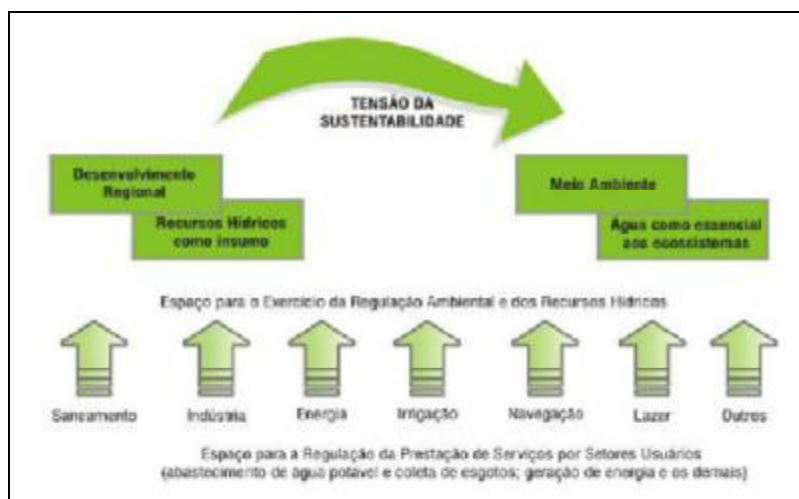 TENSÃO DA
SUSTENTABILIDADE
Desenvolvimento
Regional
Recursos Hídricos
como insumo
Meio Ambiente
Água como essencial
aos ecossistemas
Espaço para o Exercício da Regulação Ambiental e dos Recursos Hídricos
Saneamento Indústria Energia Irrigação Navegação Lazer Outros
Espaço para a Regulação da Prestação de Serviços por Setores Usuários
(abastecimento de água potável e coleta de esgotos; geração de energia e os demais)